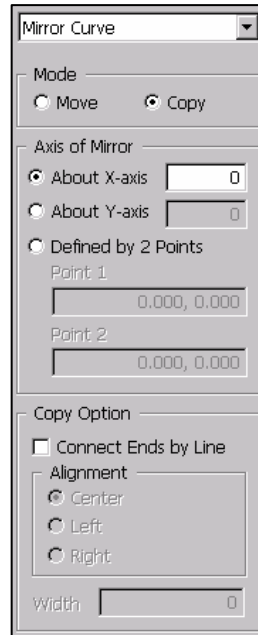 Mirror Curve
Mode
Move Copy
Axis of Mirror
About X-axis 0
About Y-axis 0
Defined by 2 Points
Point 1
0.000, 0.000
Point 2
0.000, 0.000
Copy Option
Connect Ends by Line
Alignment
Center
Left
Right
Width 0